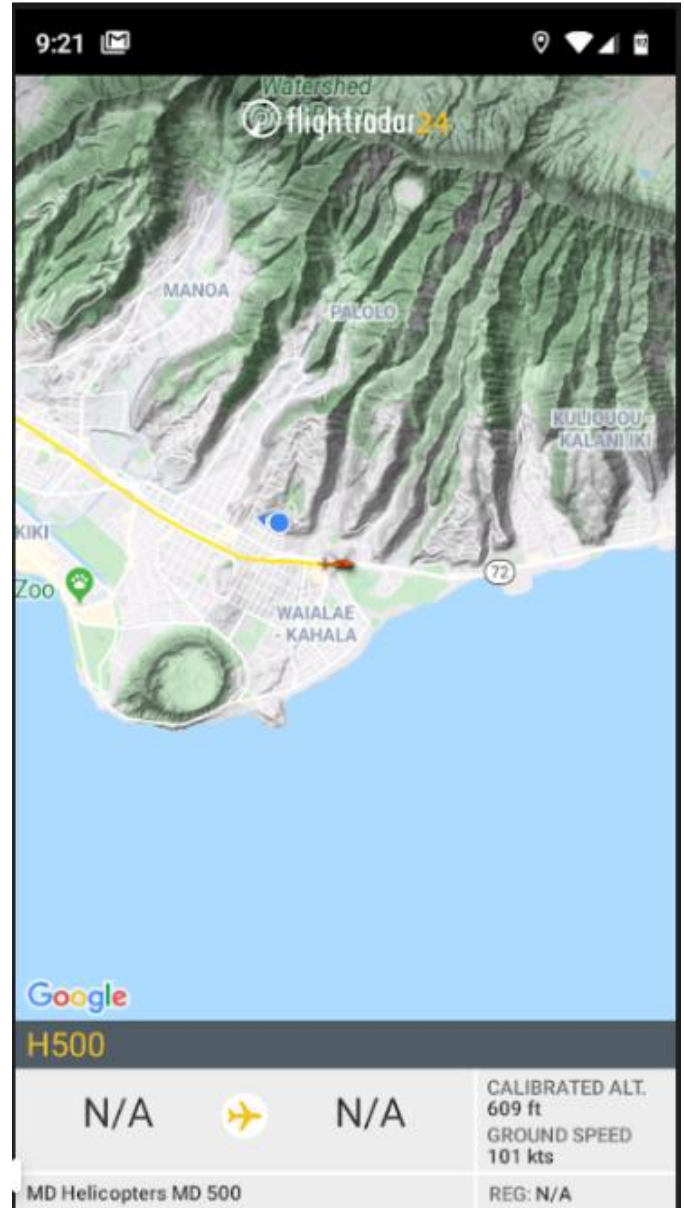 9:21
Watershed
flightradar24
MANOA
PALOLO
KULIOUOU -
KALANI IKI
KIKI
Zoo
72
WAIALAE
- KAHALA
Google
H500
N/A N/A
CALIBRATED ALT.
609 ft
GROUND SPEED
101 kts
MD Helicopters MD 500
REG: N/A